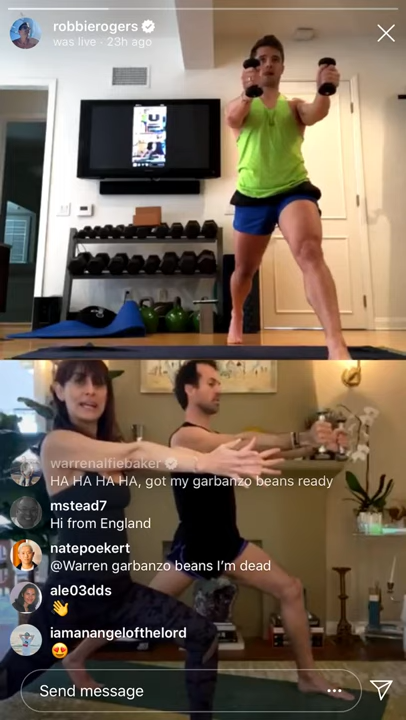 robbierogers
was live · 23h ago
warrenalfiebaker
HA HA HA HA, got my garbanzo beans ready
mstead7
Hi from England
natepoekert
@Warren garbanzo beans I'm dead
ale03dds
👋
iamanangelofthelord
😍
Send message